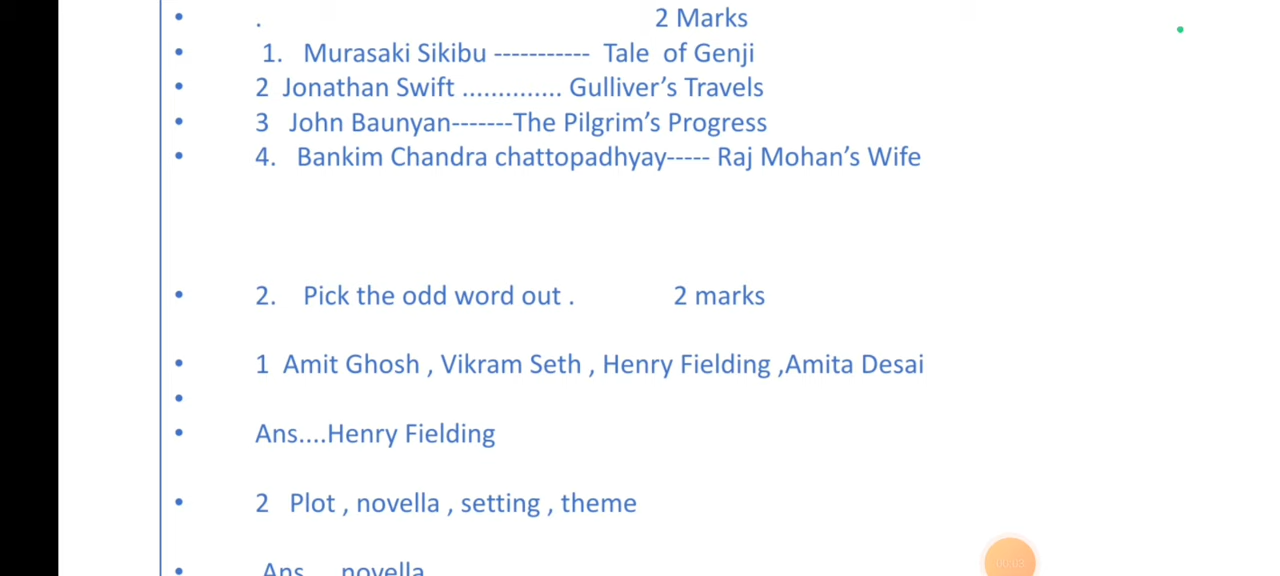 . 2 Marks
1. Murasaki Sikibu ----------- Tale of Genji
2 Jonathan Swift .............. Gulliver's Travels
3 John Baunyan-------The Pilgrim's Progress
4. Bankim Chandra chattopadhyay----- Raj Mohan's Wife
2. Pick the odd word out . 2 marks
1 Amit Ghosh , Vikram Seth , Henry Fielding ,Amita Desai
Ans....Henry Fielding
2 Plot , novella , setting , theme
Ans.... novella
00:03